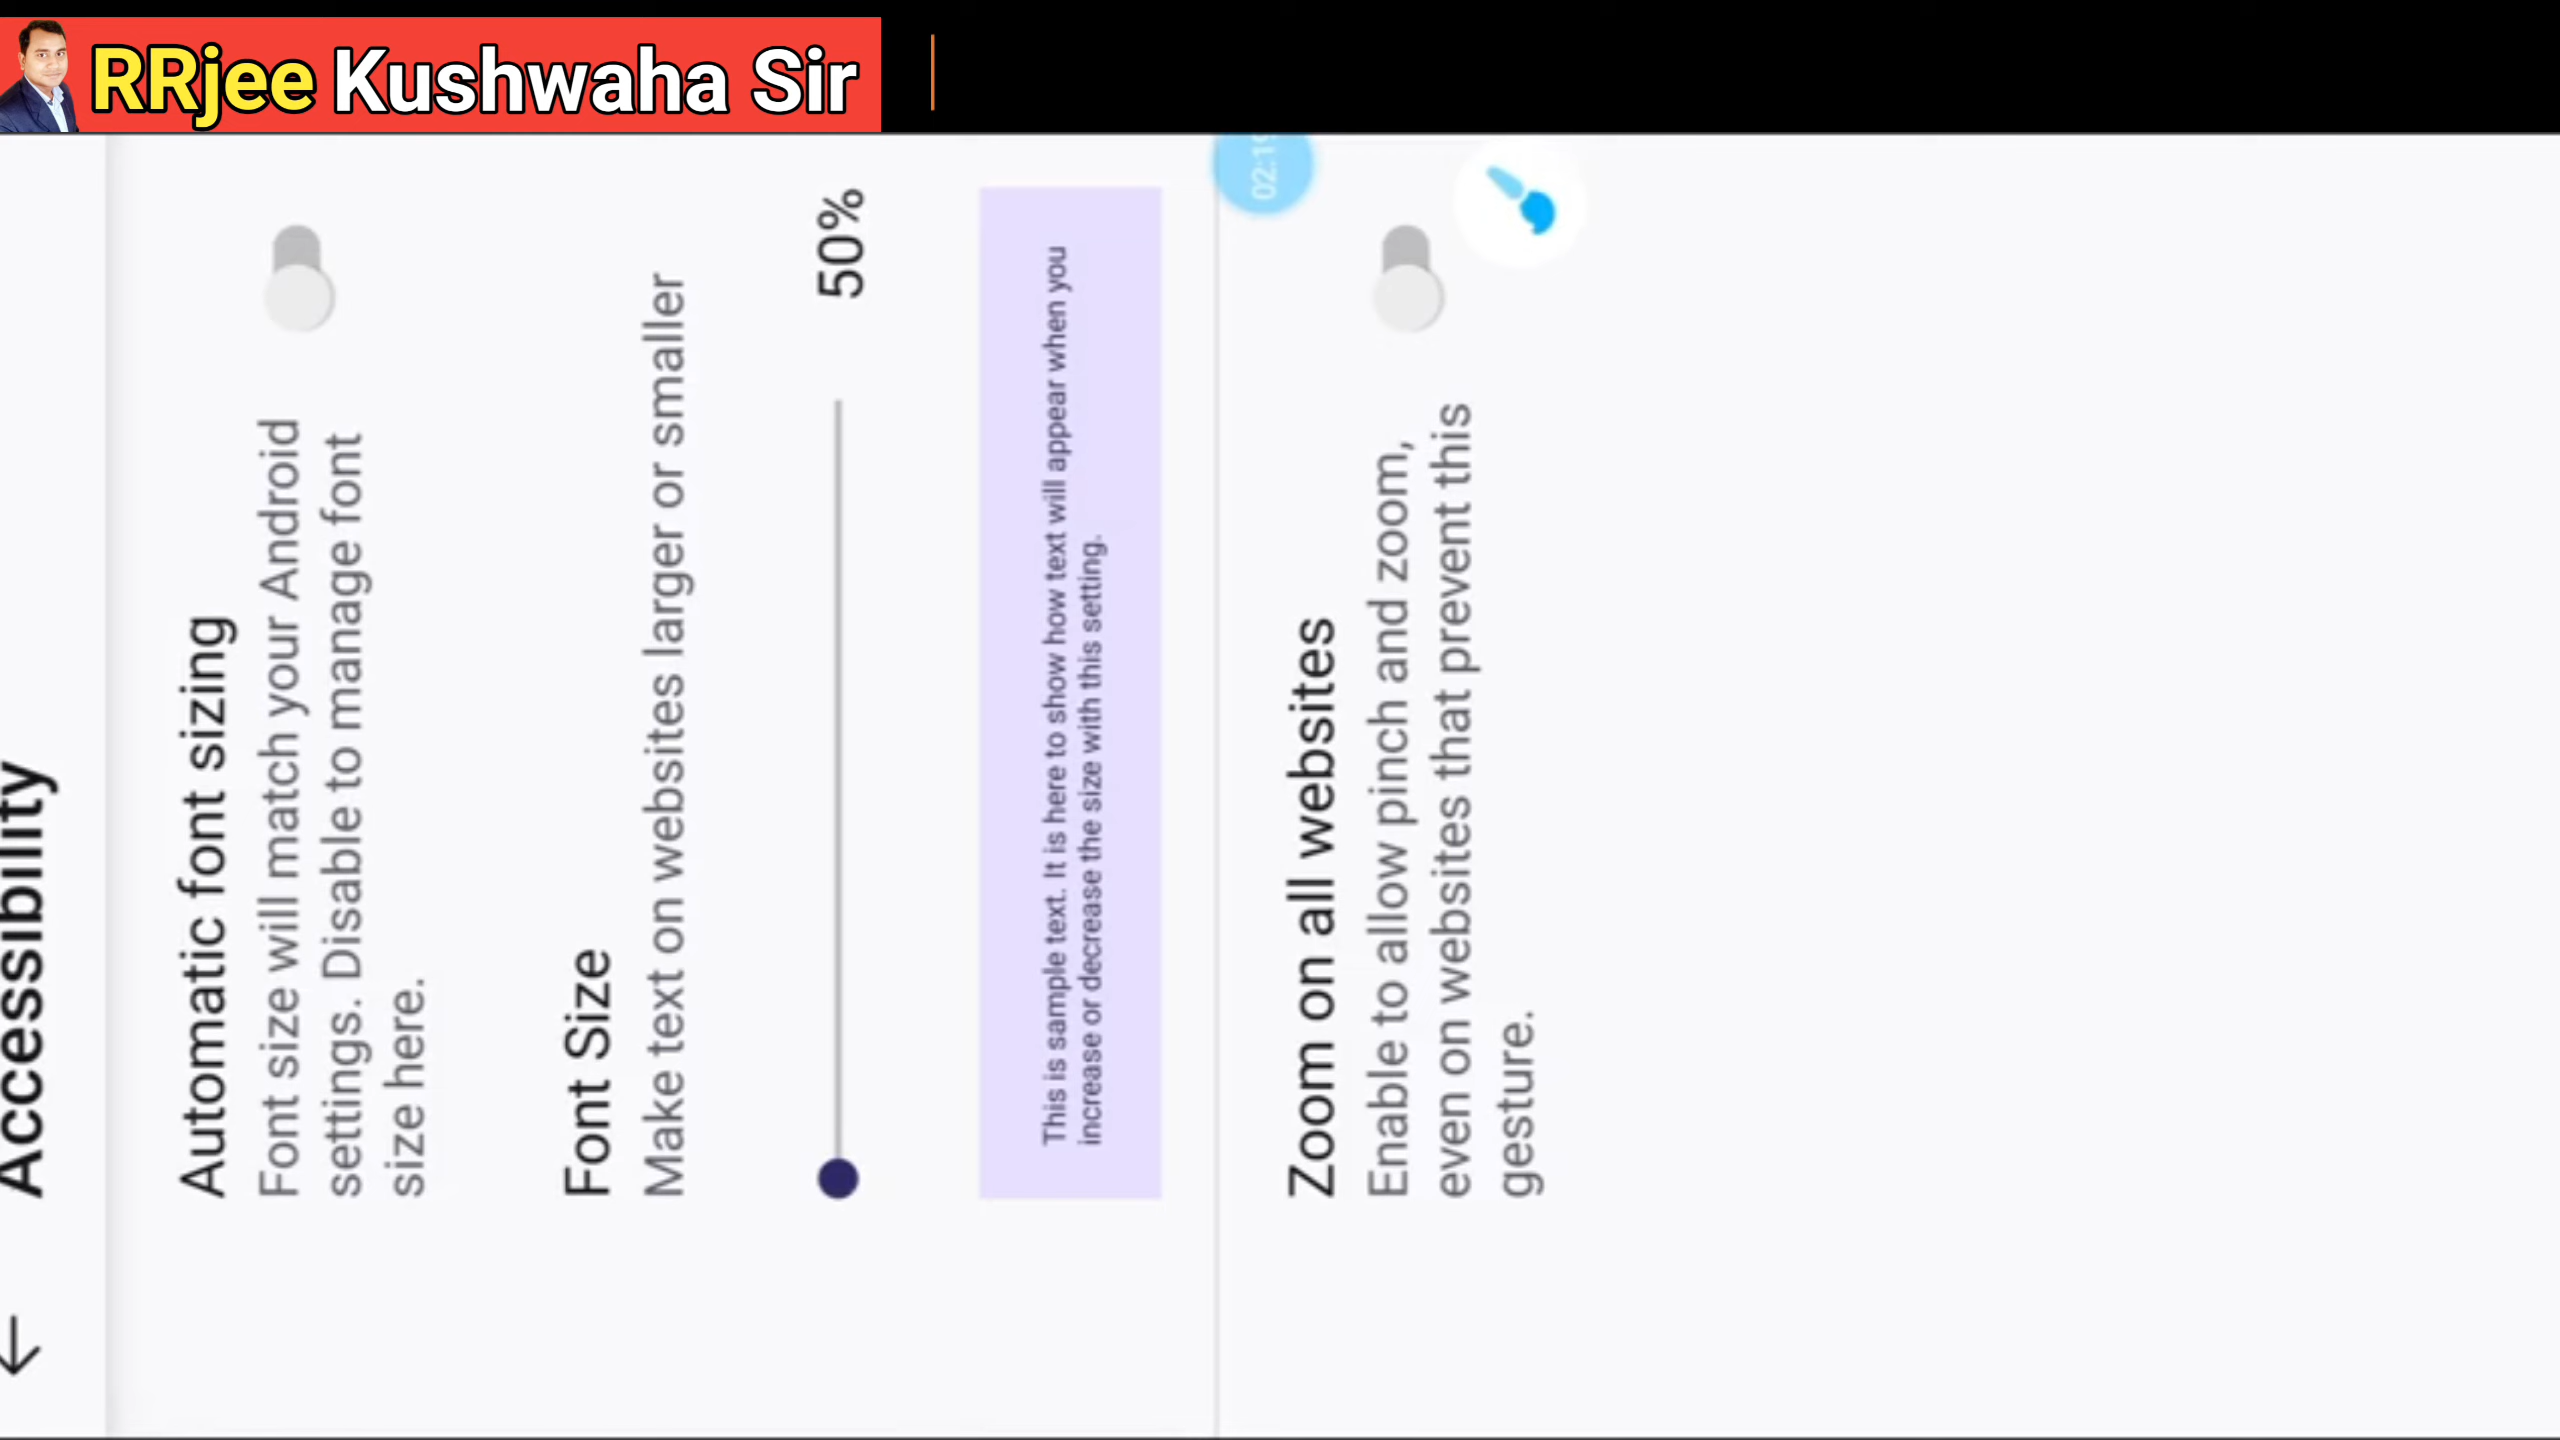 RRjee Kushwaha Sir
Accessibility
Automatic font sizing
Font size will match your Android
settings. Disable to manage font
size here.
Font Size
Make text on websites larger or smaller
50%
This is sample text. It is here to show how text will appear when you
increase or decrease the size with this setting.
Zoom on all websites
Enable to allow pinch and zoom,
even on websites that prevent this
gesture.